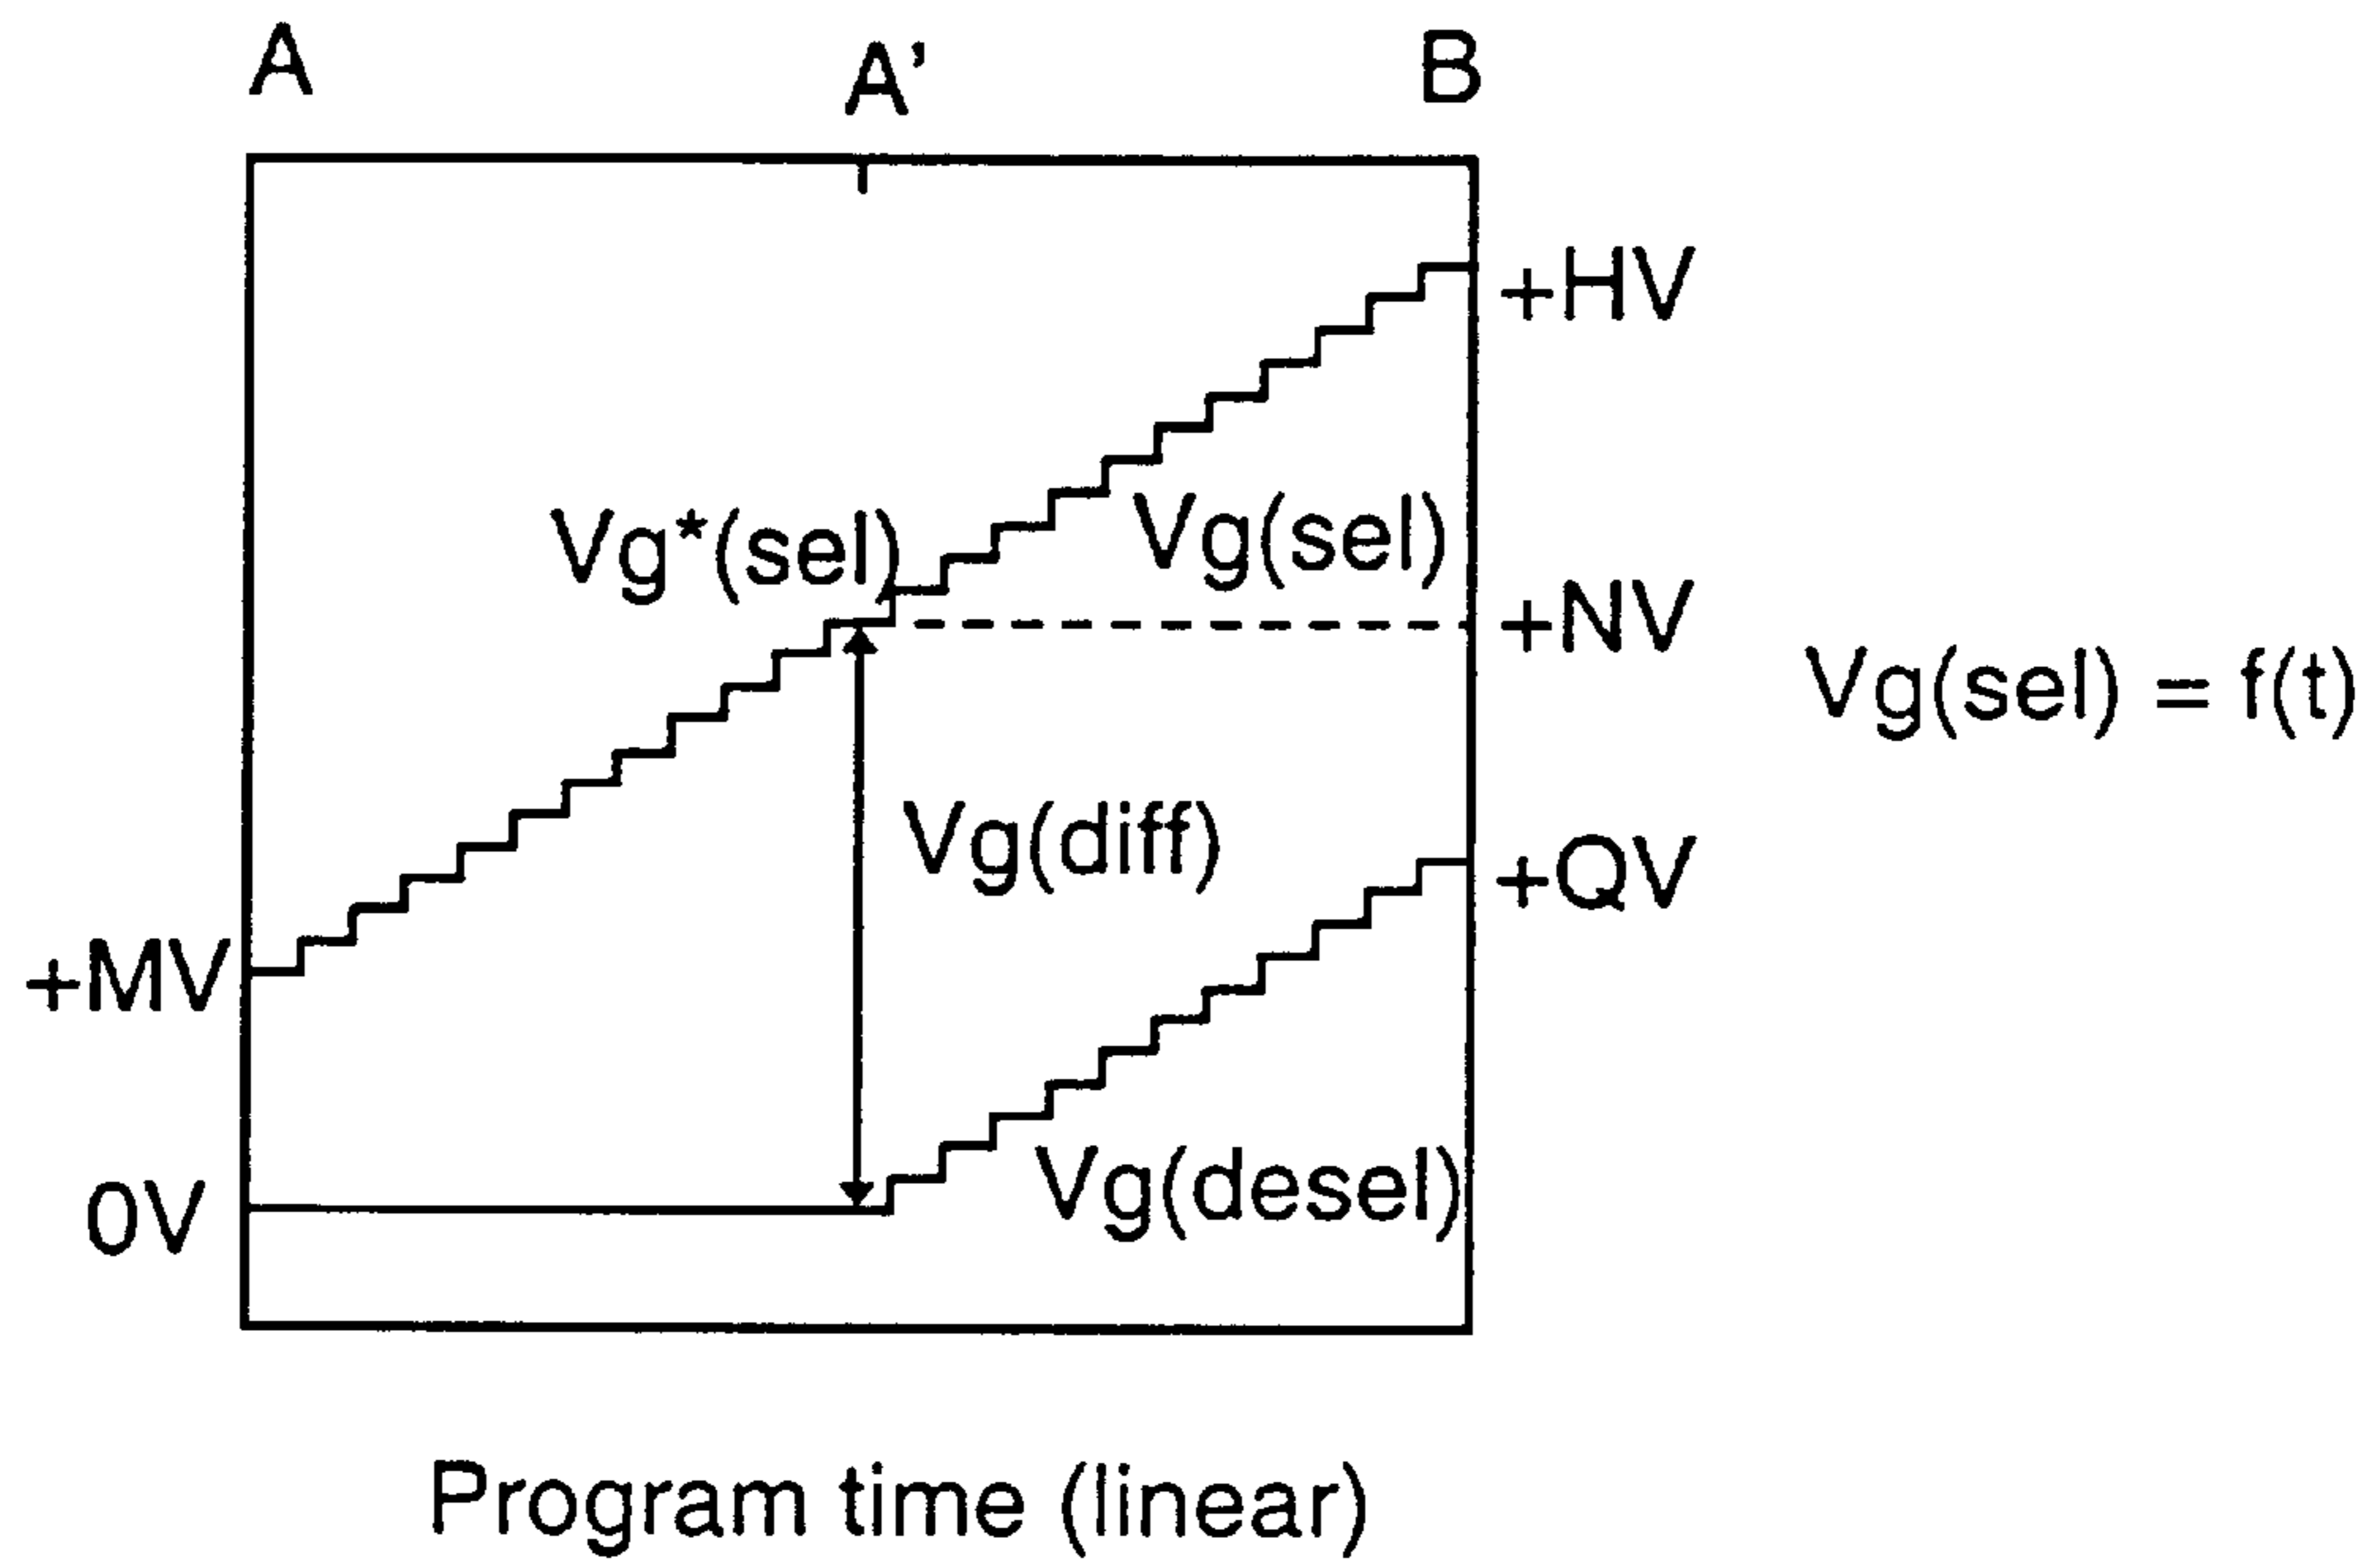 A
A’
B
+HV
Vg*(sel)
Vg(sel)
+NV
Vg(sel) = f(t)
Vg(diff)
+QV
+MV
0V
Vg(desel)
Program time (linear)